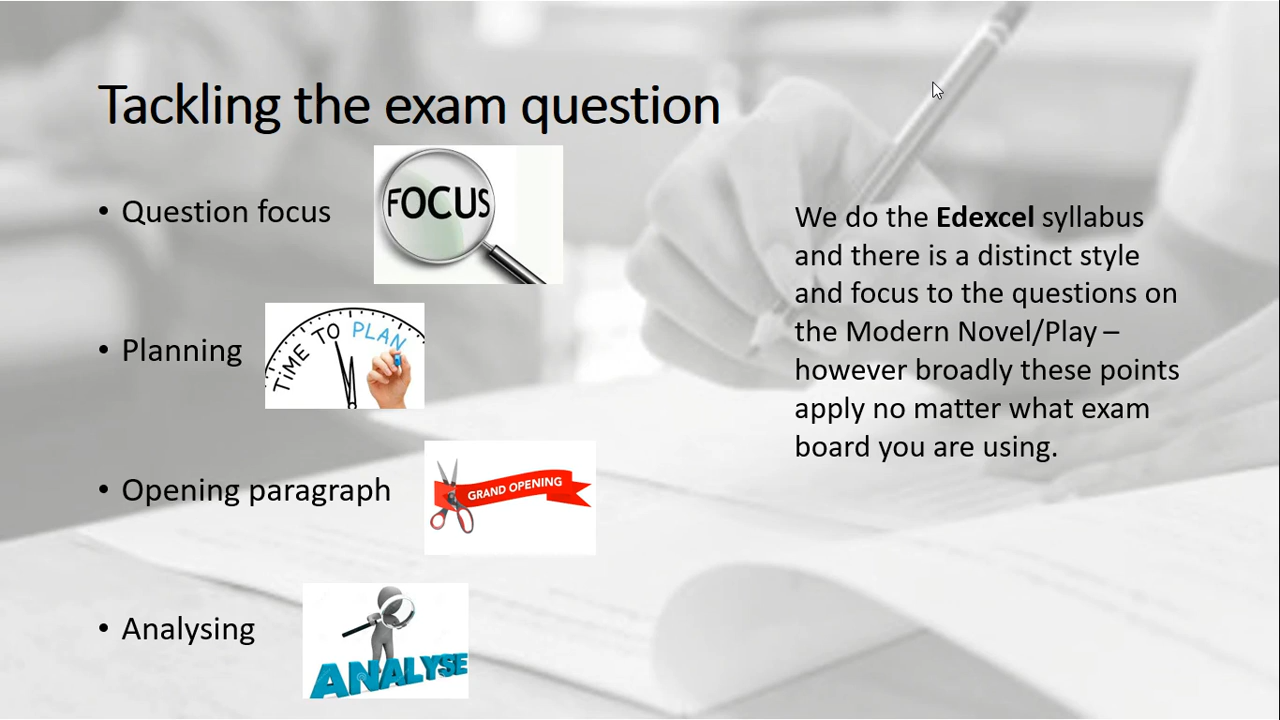 Tackling the exam question
• Question focus
FOCUS
• Planning
TIME TO PLAN
• Opening paragraph
GRAND OPENING
• Analysing
ANALYSE
We do the Edexcel syllabus
and there is a distinct style
and focus to the questions on
the Modern Novel/Play –
however broadly these points
apply no matter what exam
board you are using.